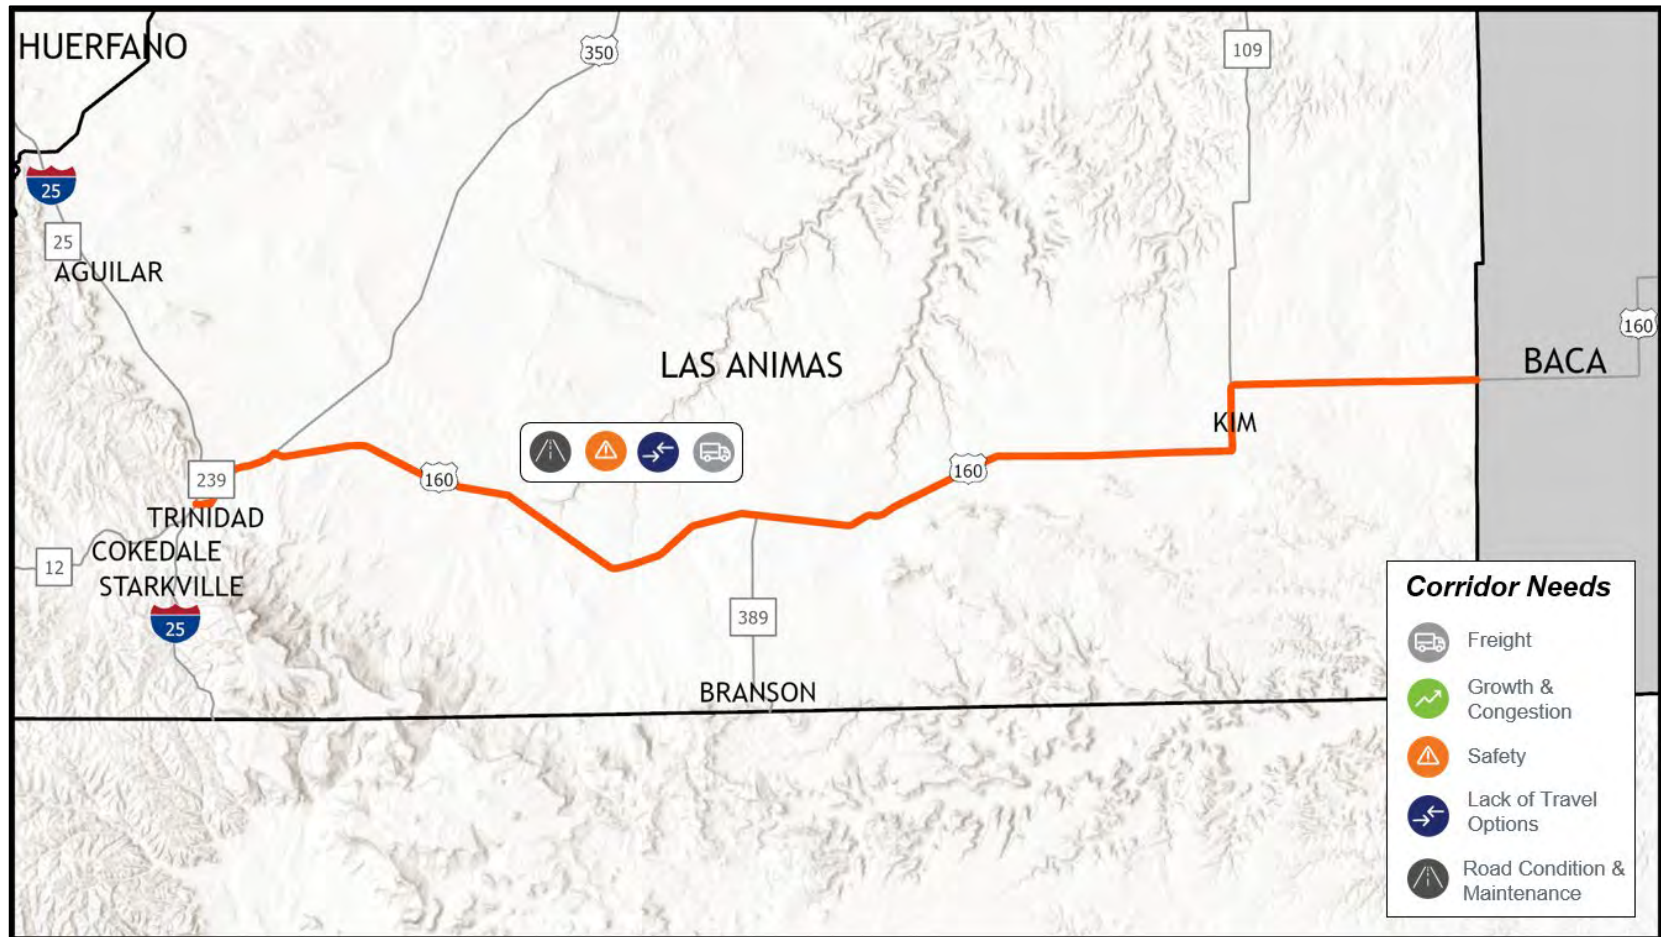 HUERFANO
350
109
25
25
AGUILAR
160
LAS ANIMAS
BACA
KIM
239
160
160
TRINIDAD
COKEDALE
12
STARKVILLE
25
389
BRANSON
Corridor Needs
Freight
Growth &
Congestion
Safety
Lack of Travel
Options
Road Condition &
Maintenance